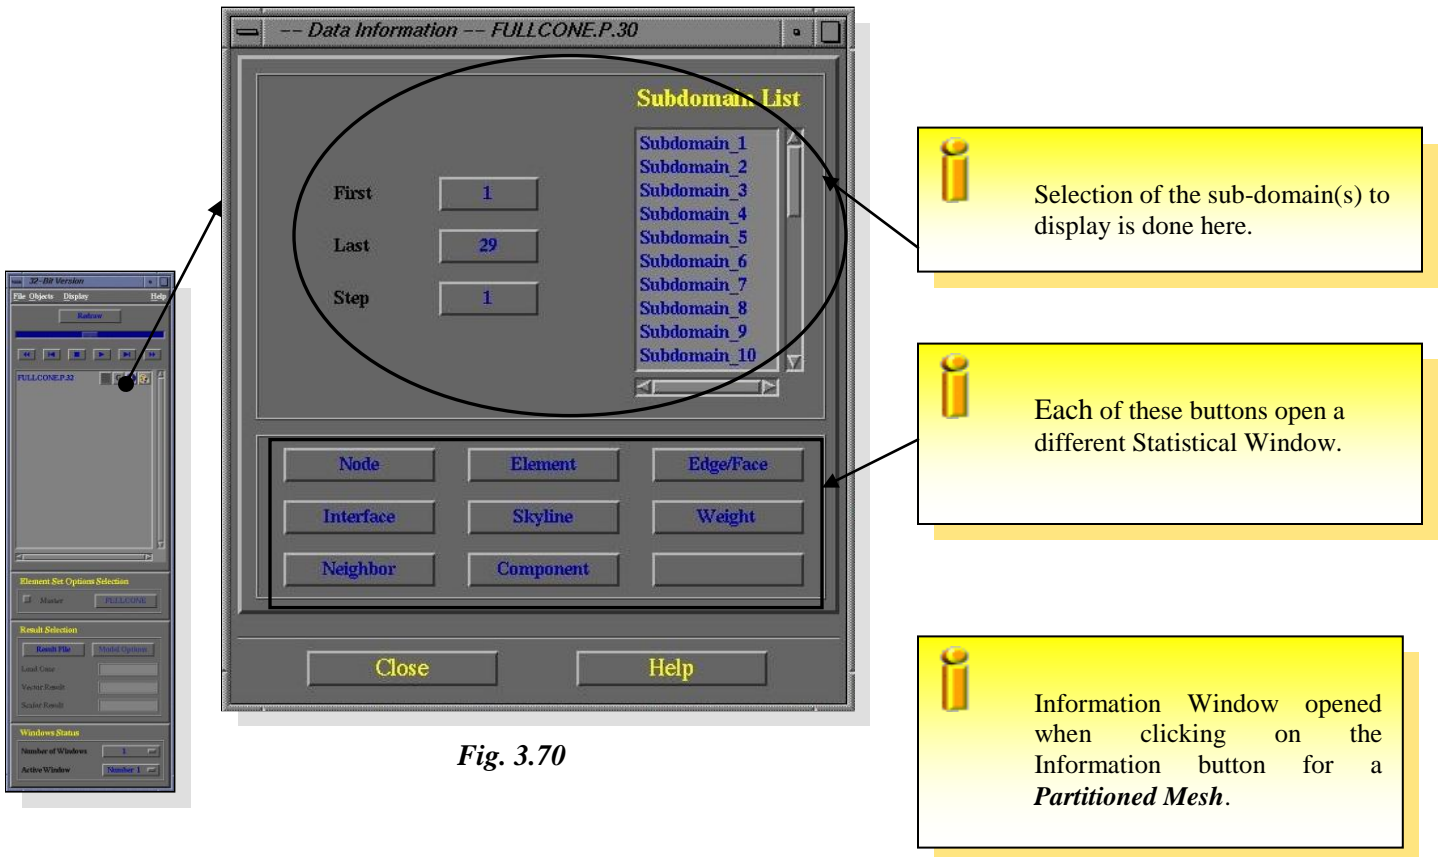 -- Data Information -- FULLCONE.P.30
Subdomain List
Subdomain_1
Subdomain_2
Subdomain_3
Subdomain_4
Subdomain_5
Subdomain_6
Subdomain_7
Subdomain_8
Subdomain_9
Subdomain_10
First 1
Last 29
Step 1
Node Element Edge/Face
Interface Skyline Weight
Neighbor Component
Close Help
32-Bit Version
File Objects Display Help
Redraw
FULLCONE.P.32
Element Set Options Selection
Master FULLCONE
Result Selection
Result File Modal Options
Load Case
Vector Result
Scalar Result
Windows Status
Number of Windows 1
Active Window Number 1
Fig. 3.70
Selection of the sub-domain(s) to
display is done here.
Each of these buttons open a
different Statistical Window.
Information Window opened
when clicking on the
Information button for a
Partitioned Mesh.